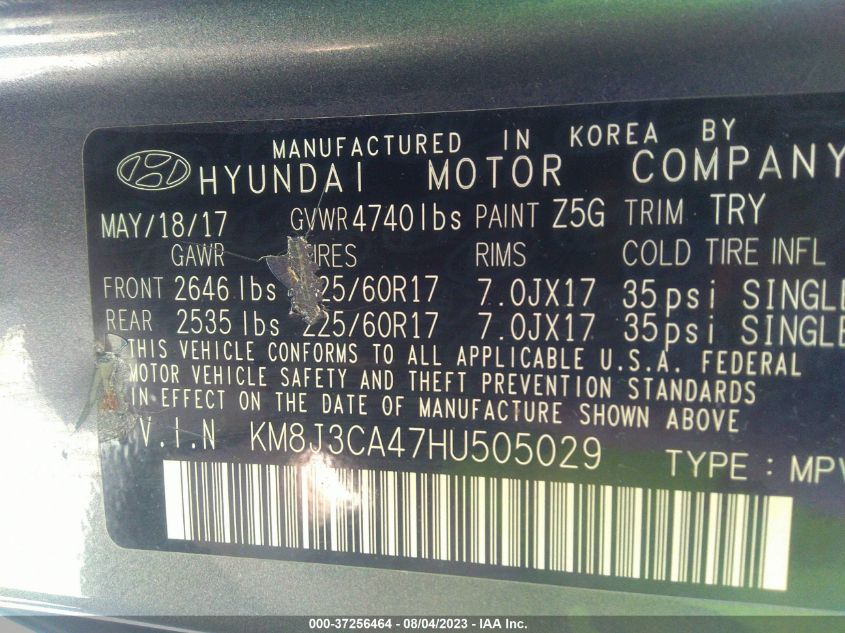 MANUFACTURED IN KOREA BY
HYUNDAI MOTOR COMPANY
MAY/18/17 GVWR 4740lbs PAINT Z5G TRIM TRY
GAWR RIMS COLD TIRE INFL
FRONT 2646 lbs 7.0JX17 35psi SINGLE
REAR 2535 lbs 225/60R17 7.0JX17 35psi SINGLE
THIS VEHICLE CONFORMS TO ALL APPLICABLE U.S.A. FEDERAL
MOTOR VEHICLE SAFETY AND THEFT PREVENTION STANDARDS
IN EFFECT ON THE DATE OF MANUFACTURE SHOWN ABOVE
V.I.N KM8J3CA47HU505029 TYPE : MPV
000-37256464 - 08/04/2023 - IAA Inc.